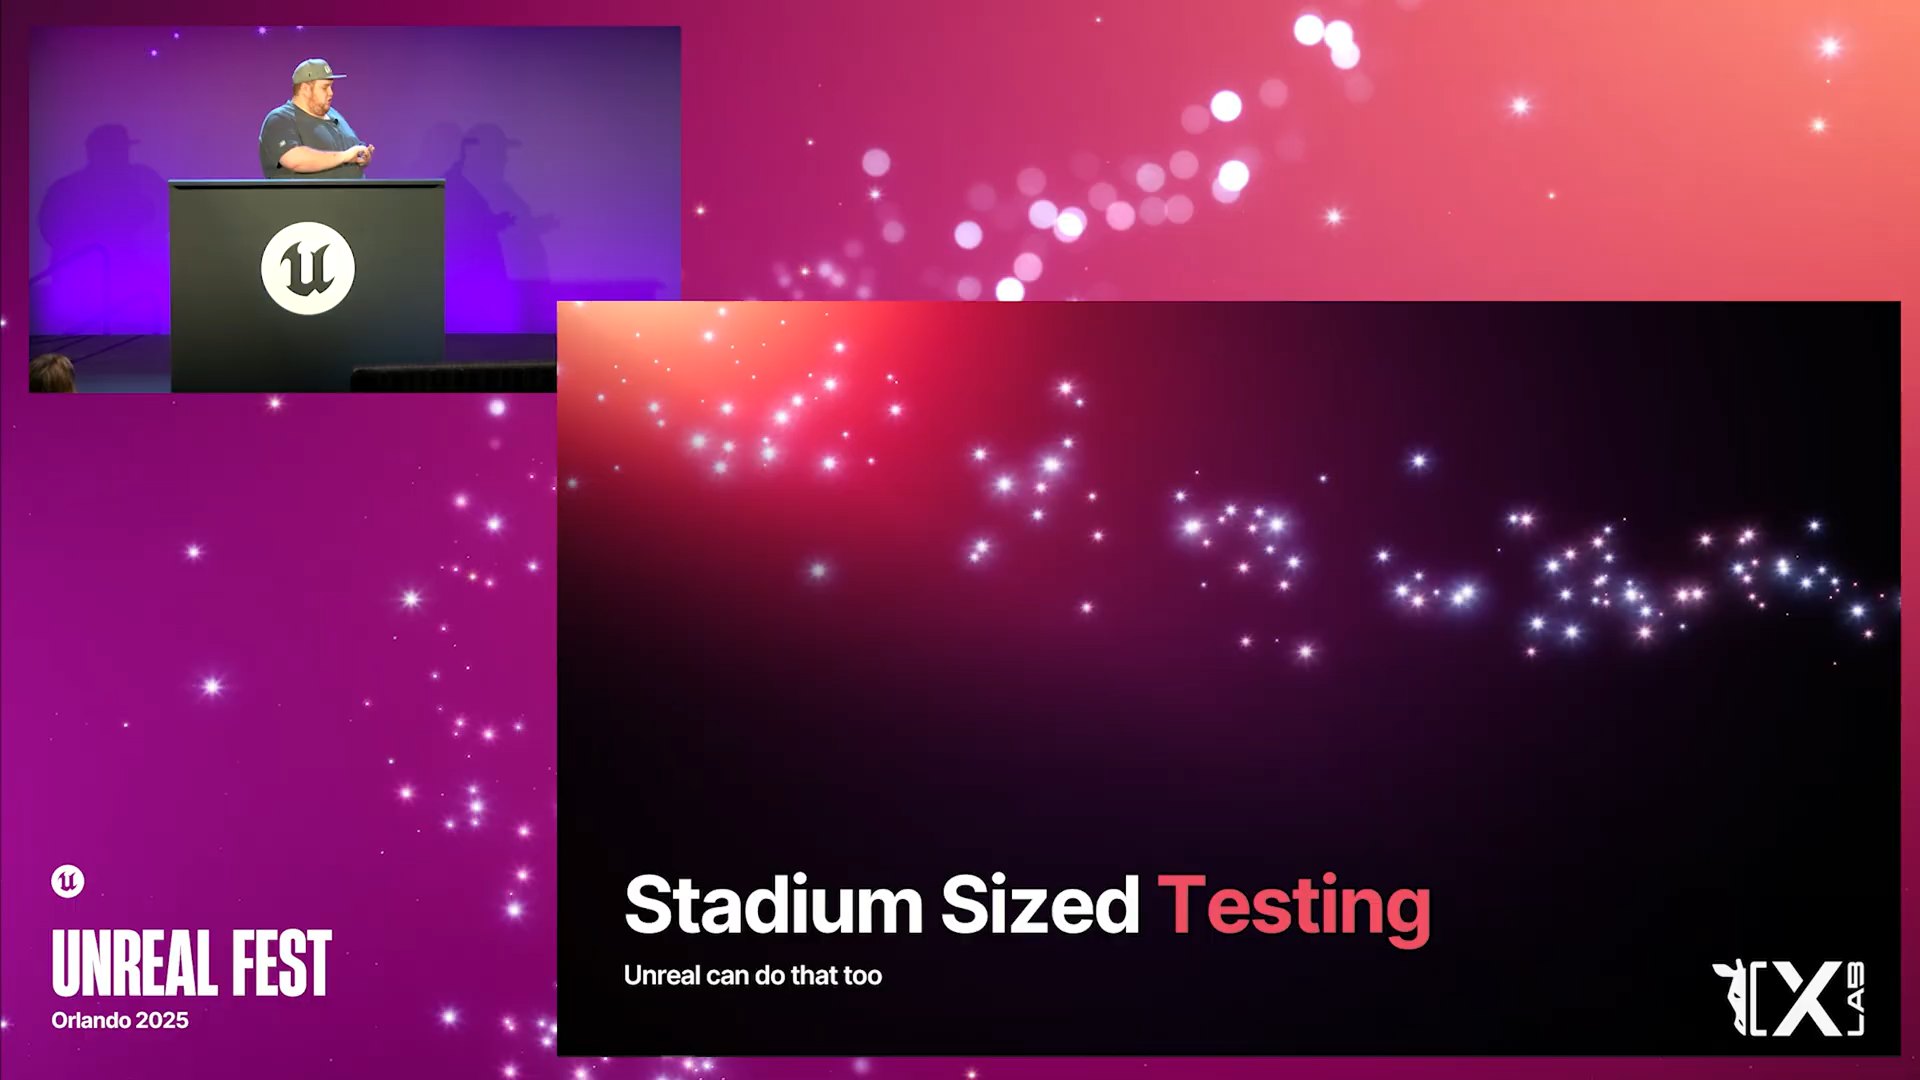 UNREAL FEST
Orlando 2025
Stadium Sized Testing
Unreal can do that too
X LAB